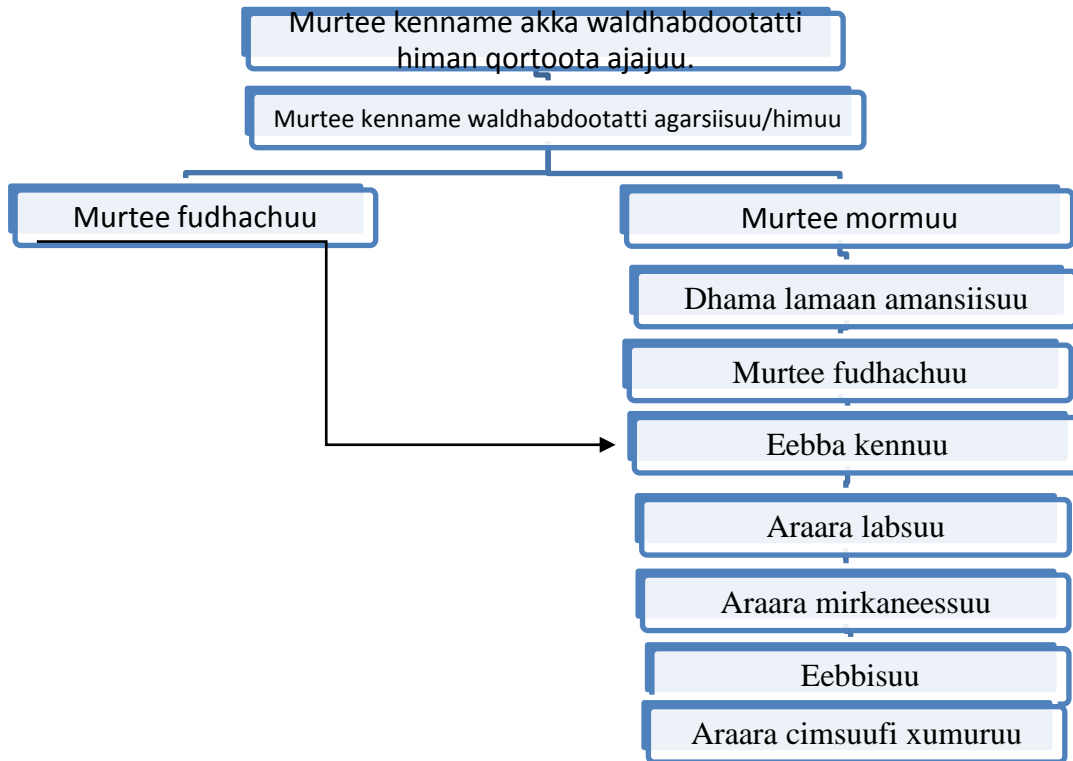 Murtee kenname akka waldhabdootatti
himan qortoota ajajuu.
Murtee kenname waldhabdootatti agarsiisuu/himuu
Murtee fudhachuu
Murtee mormuu
Dhama lamaan amansiisuu
Murtee fudhachuu
Eebba kennuu
Araara labsuu
Araara mirkaneessuu
Eebbisuu
Araara cimsuufi xumuruu